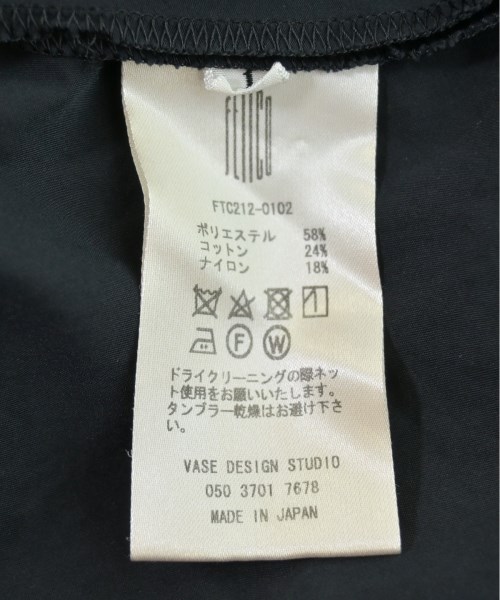 FETICO
FTC212-0102
ポリエステル 58%
コットン 24%
ナイロン 18%
F W
ドライクリーニングの際ネッ
ト使用をお願いいたします。
タンブラー乾燥はお避け下さ
い。
VASE DESIGN STUDIO
050 3701 7678
MADE IN JAPAN